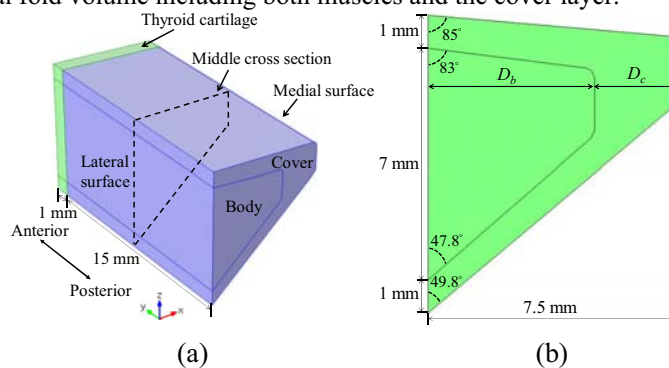 al fold volume including both muscles and the cover layer.
Thyroid cartilage
Middle cross section
Medial surface
Lateral
surface
Cover
Body
1 mm
Anterior
15 mm
Posterior
z
y
x
(a)
1 mm
85°
83°
D_b
D_c
7 mm
47.8°
49.8°
1 mm
7.5 mm
(b)